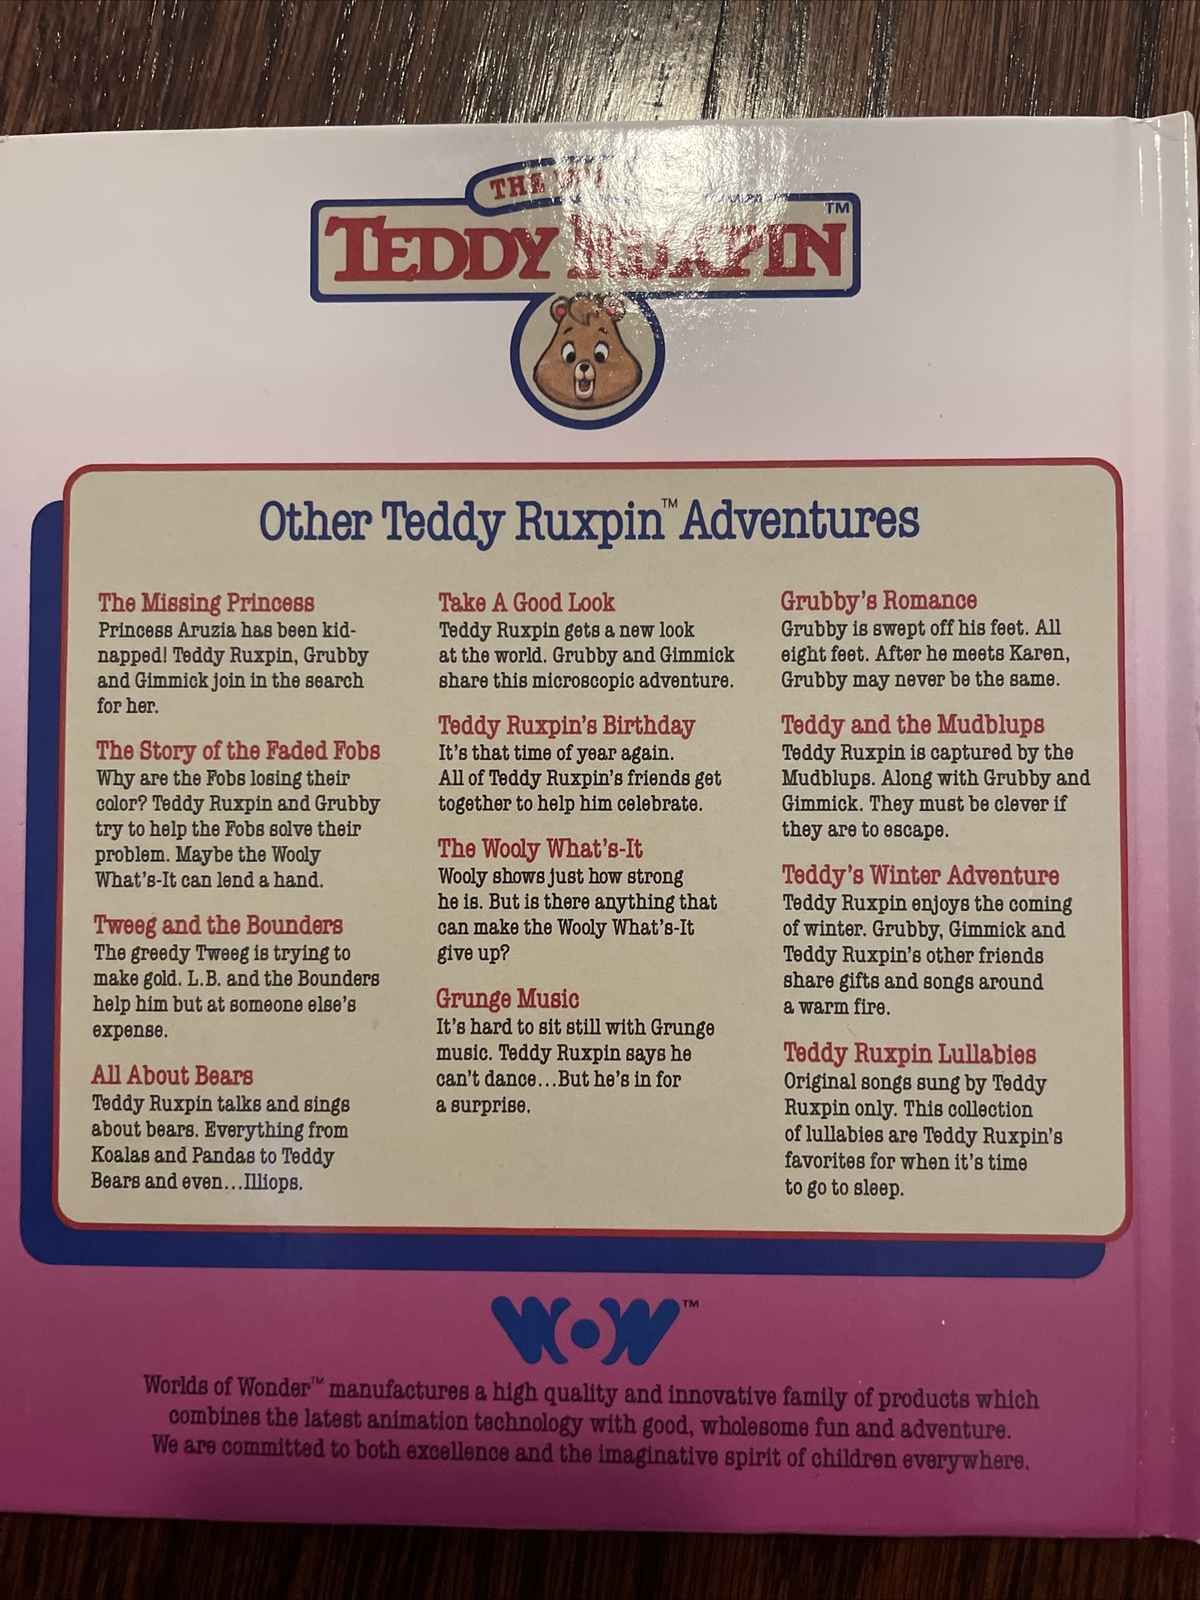 THE
TEDDY RUXPIN™
Other Teddy Ruxpin™ Adventures
The Missing Princess
Princess Aruzia has been kid-
napped! Teddy Ruxpin, Grubby
and Gimmick join in the search
for her.
The Story of the Faded Fobs
Why are the Fobs losing their
color? Teddy Ruxpin and Grubby
try to help the Fobs solve their
problem. Maybe the Wooly
What's-It can lend a hand.
Tweeg and the Bounders
The greedy Tweeg is trying to
make gold. L.B. and the Bounders
help him but at someone else's
expense.
All About Bears
Teddy Ruxpin talks and sings
about bears. Everything from
Koalas and Pandas to Teddy
Bears and even...Illiops.
Take A Good Look
Teddy Ruxpin gets a new look
at the world. Grubby and Gimmick
share this microscopic adventure.
Teddy Ruxpin's Birthday
It's that time of year again.
All of Teddy Ruxpin's friends get
together to help him celebrate.
The Wooly What's-It
Wooly shows just how strong
he is. But is there anything that
can make the Wooly What's-It
give up?
Grunge Music
It's hard to sit still with Grunge
music. Teddy Ruxpin says he
can't dance...But he's in for
a surprise.
Grubby's Romance
Grubby is swept off his feet. All
eight feet. After he meets Karen,
Grubby may never be the same.
Teddy and the Mudblups
Teddy Ruxpin is captured by the
Mudblups. Along with Grubby and
Gimmick. They must be clever if
they are to escape.
Teddy's Winter Adventure
Teddy Ruxpin enjoys the coming
of winter. Grubby, Gimmick and
Teddy Ruxpin's other friends
share gifts and songs around
a warm fire.
Teddy Ruxpin Lullabies
Original songs sung by Teddy
Ruxpin only. This collection
of lullabies are Teddy Ruxpin's
favorites for when it's time
to go to sleep.
WOW™
Worlds of Wonder™ manufactures a high quality and innovative family of products which
combines the latest animation technology with good, wholesome fun and adventure.
We are committed to both excellence and the imaginative spirit of children everywhere.